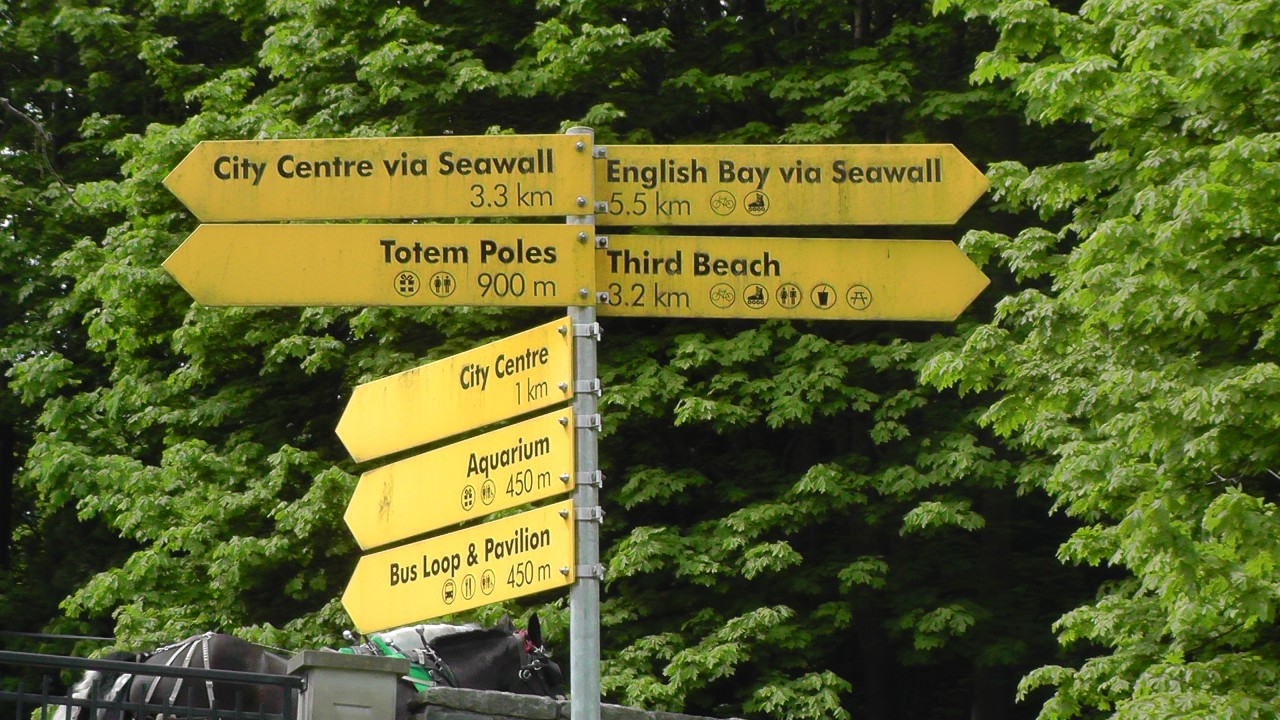 City Centre via Seawall
3.3 km
English Bay via Seawall
5.5 km
Totem Poles
900 m
Third Beach
3.2 km
City Centre
1 km
Aquarium
450 m
Bus Loop & Pavilion
450 m